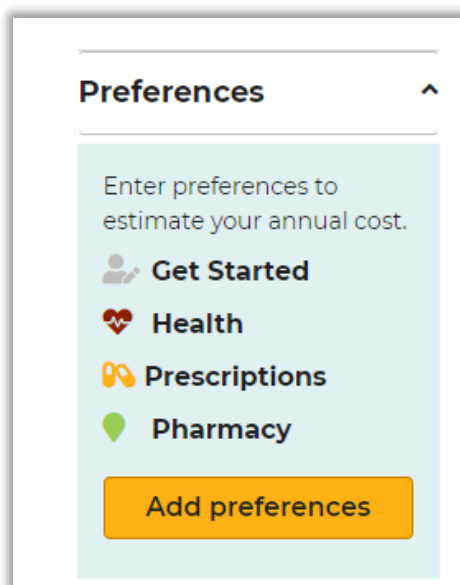 Preferences
Enter preferences to
estimate your annual cost.
Get Started
Health
Prescriptions
Pharmacy
Add preferences